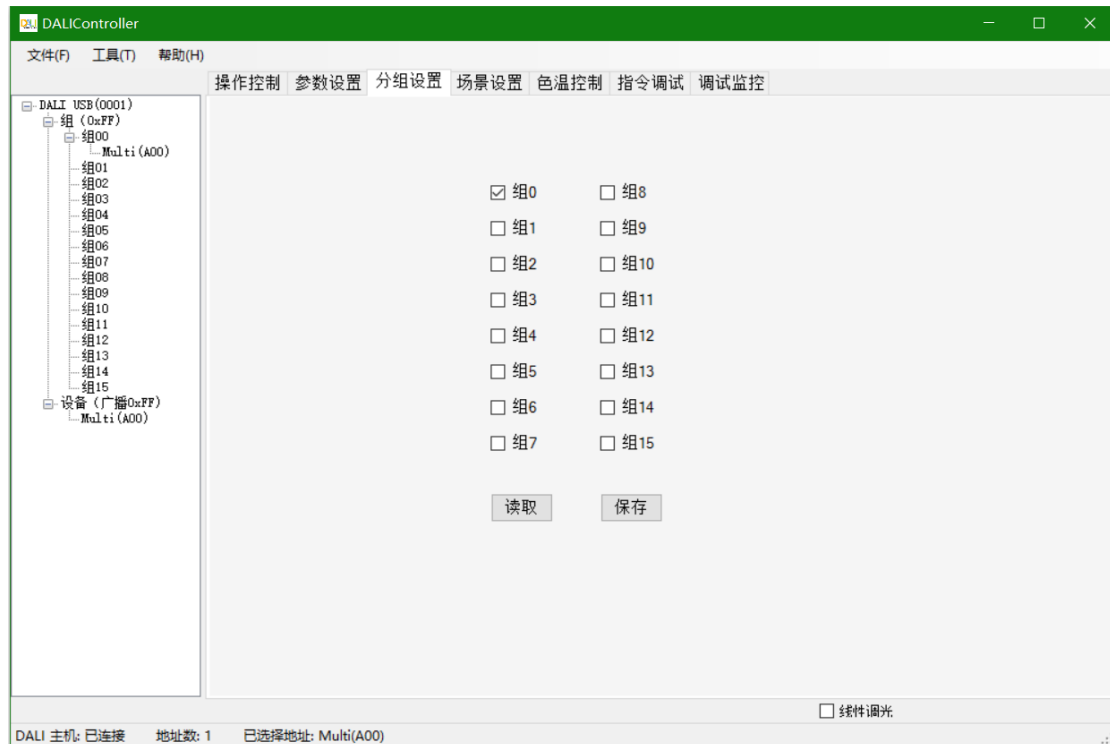 DALIController
文件(F) 工具(T) 帮助(H)
操作控制 参数设置 分组设置 场景设置 色温控制 指令调试 调试监控
DALI USB(0001)
组 (0xFF)
组00
Multi(A00)
组01
组02
组03
组04
组05
组06
组07
组08
组09
组10
组11
组12
组13
组14
组15
设备 (广播0xFF)
Multi(A00)
组0 组8
组1 组9
组2 组10
组3 组11
组4 组12
组5 组13
组6 组14
组7 组15
读取 保存
线性调光
DALI 主机: 已连接 地址数: 1 已选择地址: Multi(A00)